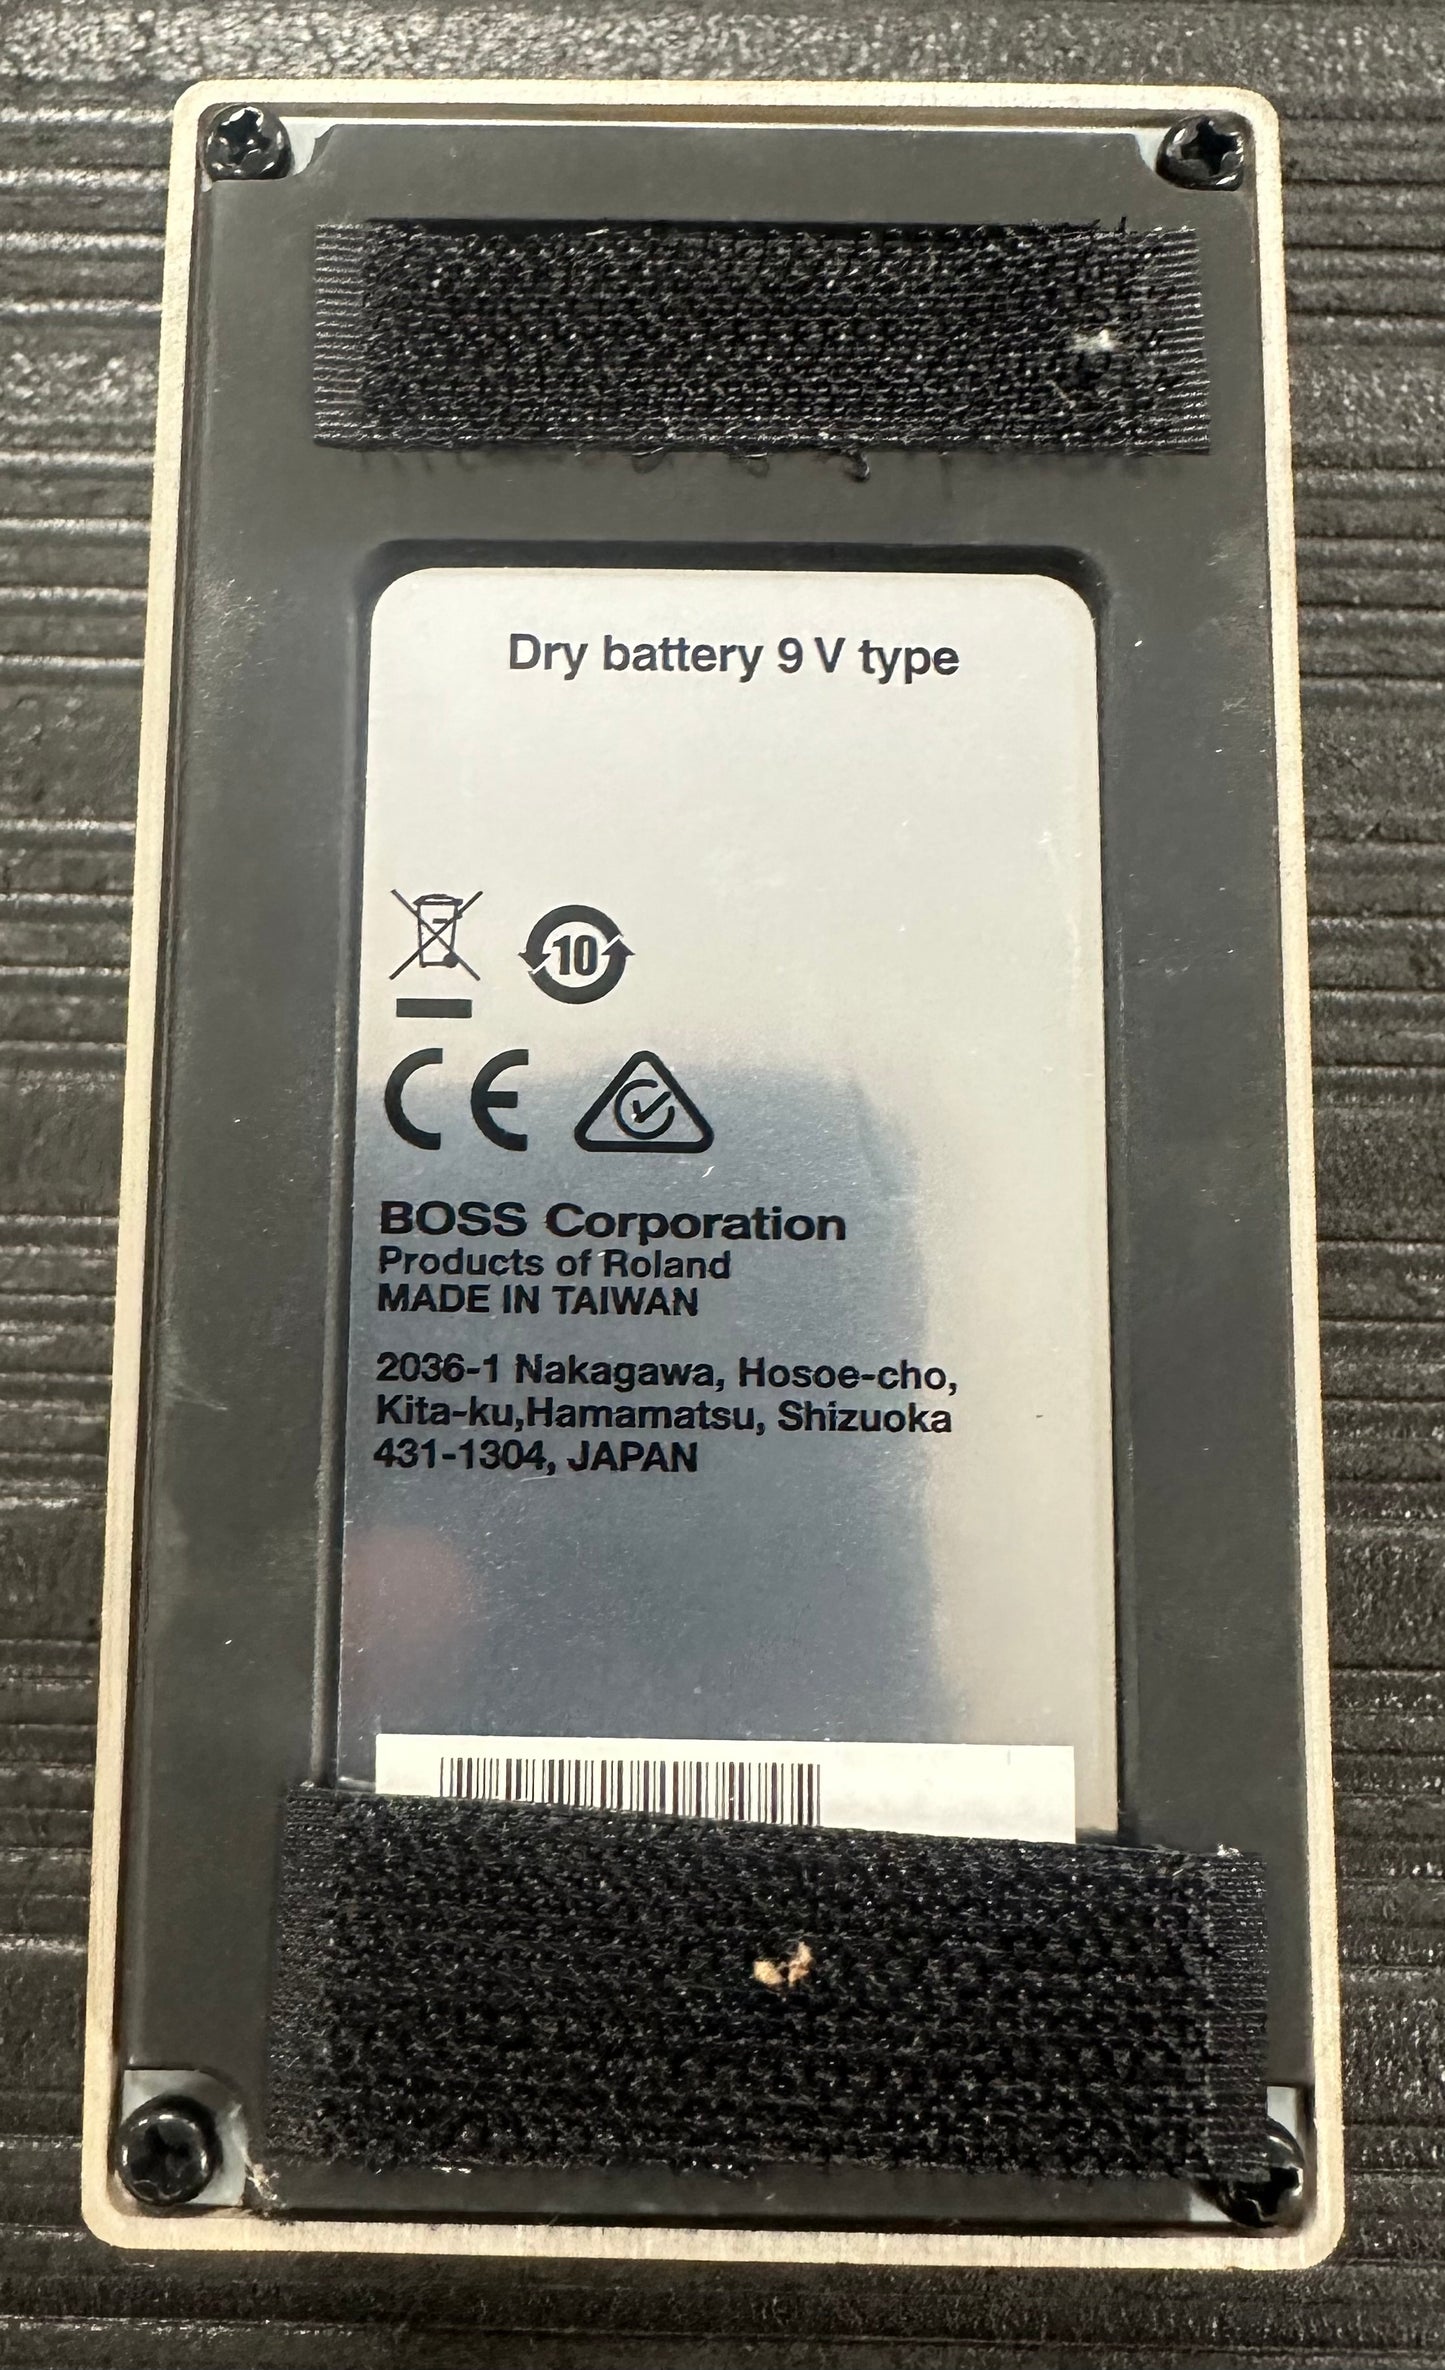 Dry battery 9 V type
10
CE
BOSS Corporation
Products of Roland
MADE IN TAIWAN
2036-1 Nakagawa, Hosoe-cho,
Kita-ku,Hamamatsu, Shizuoka
431-1304, JAPAN